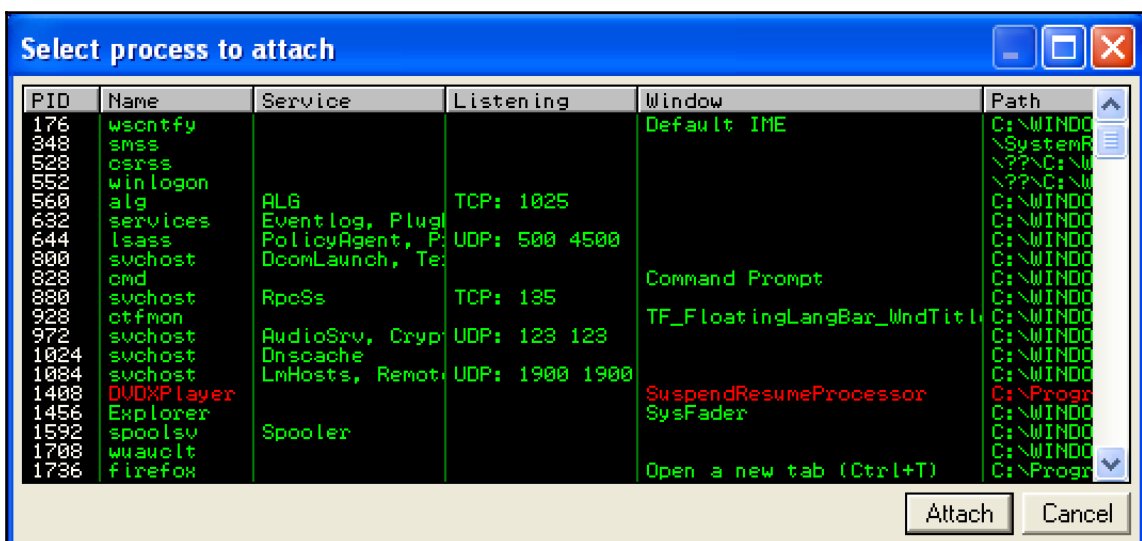 Select process to attach
PID Name Service Listening Window Path
176 wscntfy Default IME C:\WINDO
348 smss \SystemR
528 csrss \??\C:\W
552 winlogon \??\C:\W
560 alg ALG TCP: 1025 C:\WINDO
632 services Eventlog, Plug C:\WINDO
644 lsass PolicyAgent, P UDP: 500 4500 C:\WINDO
800 svchost DcomLaunch, Te C:\WINDO
828 cmd Command Prompt C:\WINDO
880 svchost RpcSs TCP: 135 C:\WINDO
928 ctfmon TF_FloatingLangBar_WndTitl C:\WINDO
972 svchost AudioSrv, Cryp UDP: 123 123 C:\WINDO
1024 svchost Dnscache C:\WINDO
1084 svchost LmHosts, Remot UDP: 1900 1900 C:\WINDO
1408 DVDXPlayer SuspendResumeProcessor C:\Progr
1456 Explorer SysFader C:\WINDO
1592 spoolsv Spooler C:\WINDO
1708 wuauclt C:\WINDO
1736 firefox Open a new tab (Ctrl+T) C:\Progr
Attach Cancel